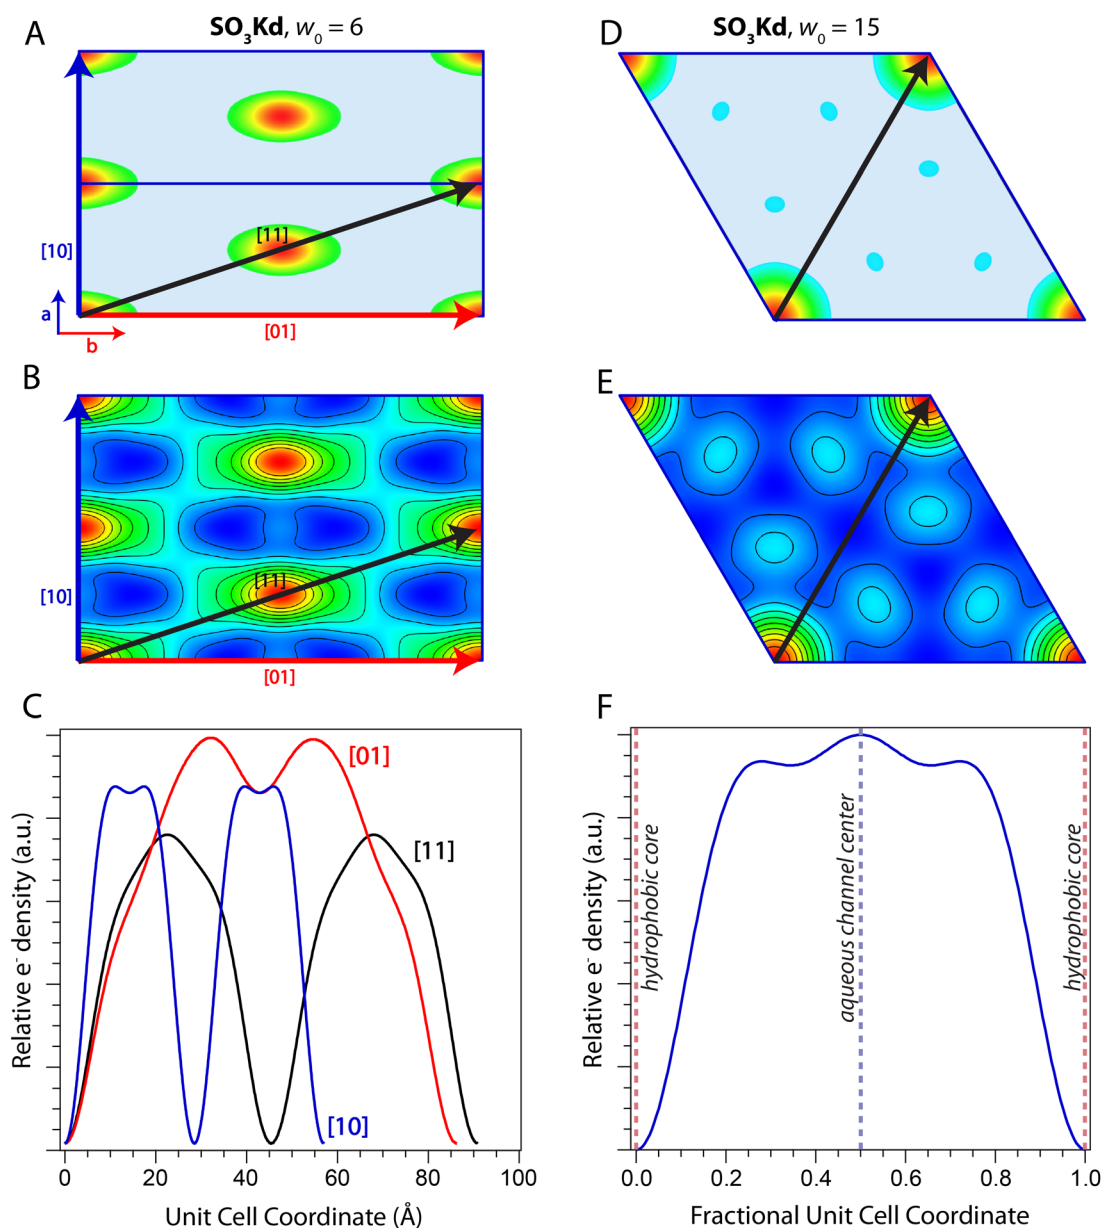 A
SO3Kd, w0 = 6
[11]
[10]
a
b
[01]
B
[11]
[10]
[01]
C
Relative e- density (a.u.)
[01]
[11]
[10]
0 20 40 60 80 100
Unit Cell Coordinate (Å)
D
SO3Kd, w0 = 15
E
F
Relative e- density (a.u.)
hydrophobic core
aqueous channel center
hydrophobic core
0.0 0.2 0.4 0.6 0.8 1.0
Fractional Unit Cell Coordinate